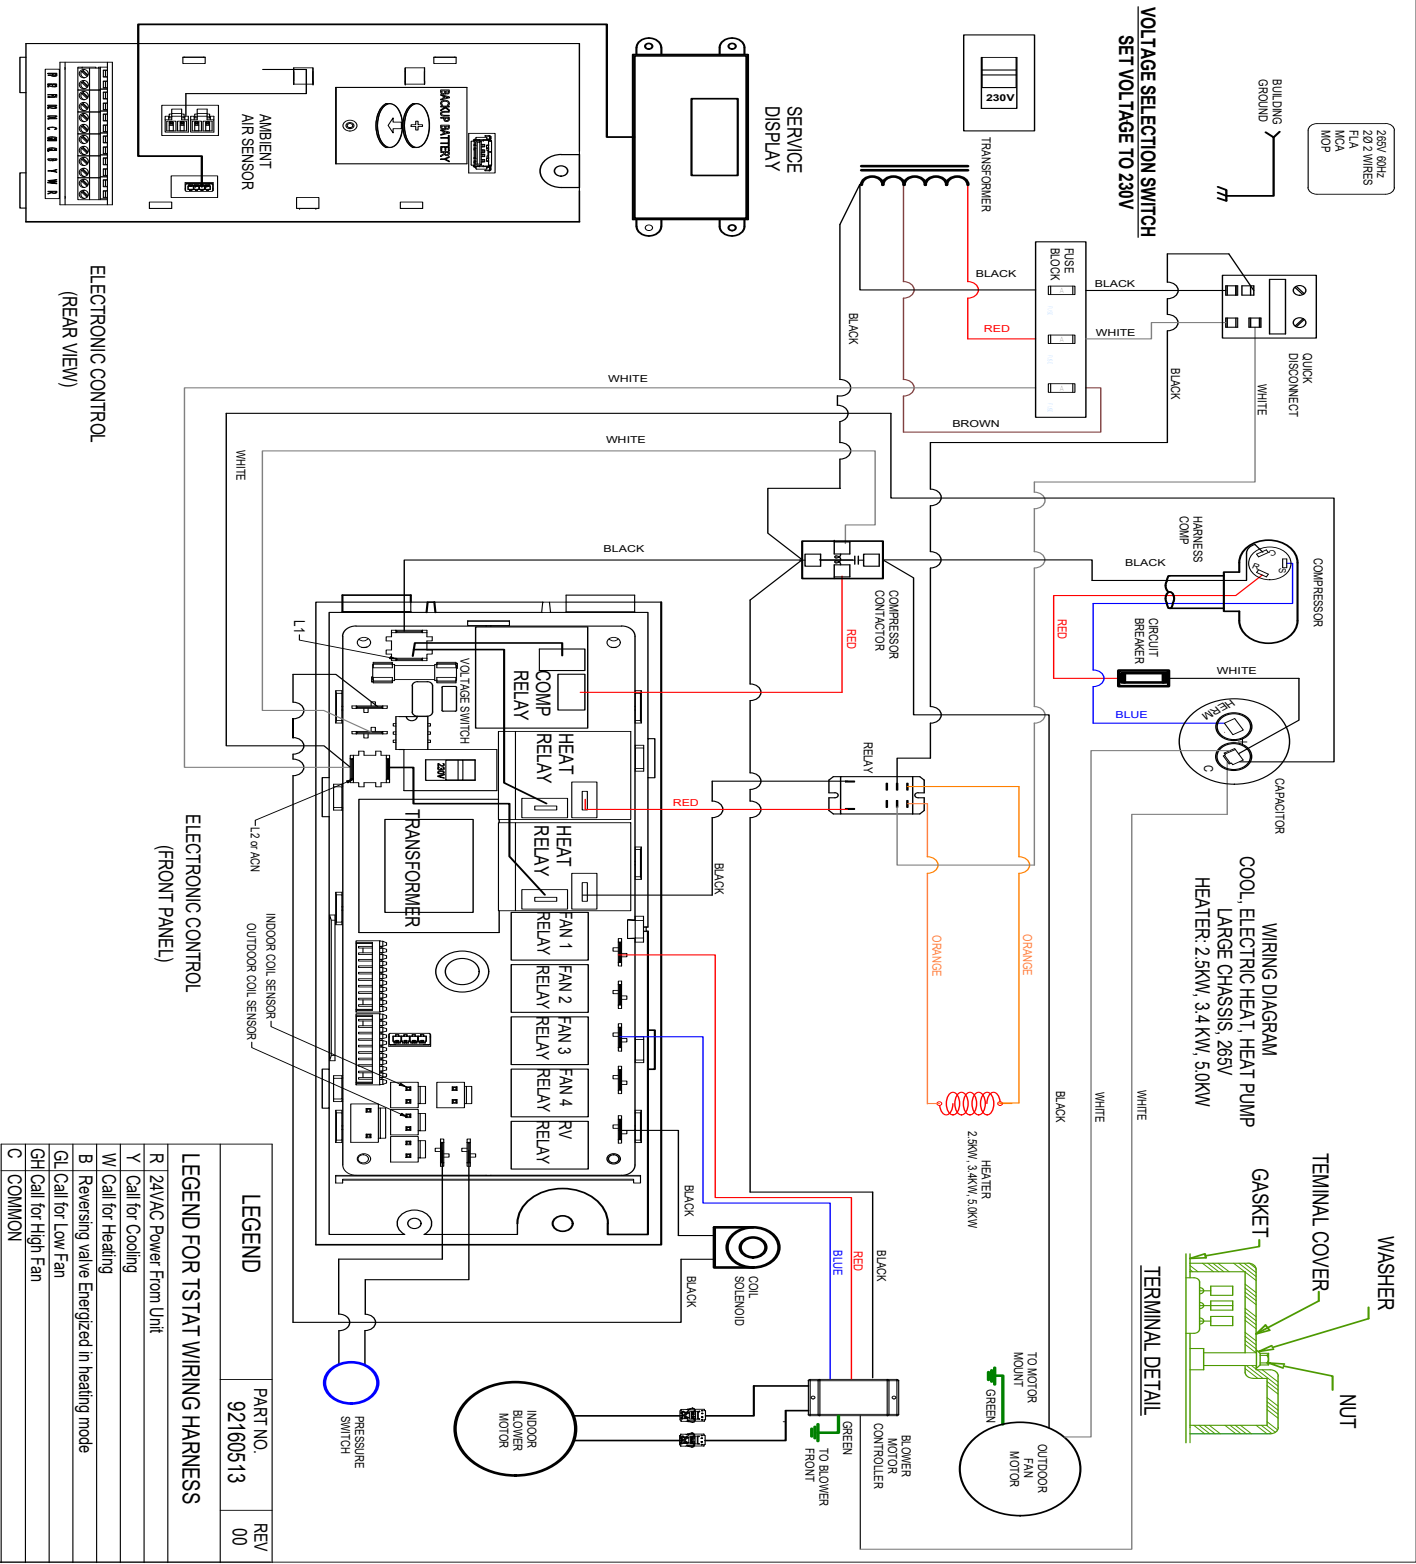 VOLTAGE SELECTION SWITCH
SET VOLTAGE TO 230V
BUILDING
GROUND
265V 60Hz
2Ø 2 WIRES
FLA
MCA
MOP
230V
TRANSFORMER
SERVICE
DISPLAY
BACKUP BATTERY
AMBIENT
AIR SENSOR
ELECTRONIC CONTROL
(REAR VIEW)
FUSE
BLOCK
BLACK
RED
BLACK
WHITE
BROWN
BLACK
BLACK
WHITE
QUICK
DISCONNECT
WHITE
WHITE
WHITE
BLACK
HARNESS
COMP
COMPRESSOR
C
S
R
BLACK
COMPRESSOR
CONTACTOR
RED
RED
CIRCUIT
BREAKER
WHITE
BLUE
HERM
C
CAPACITOR
L1
VOLTAGE SWITCH
COMP
RELAY
HEAT
RELAY
HEAT
RELAY
230V
TRANSFORMER
L2 or ACN
FAN 1
RELAY
FAN 2
RELAY
FAN 3
RELAY
FAN 4
RELAY
RV
RELAY
RELAY
RED
BLACK
ORANGE
ORANGE
HEATER
2.5KW, 3.4KW, 5.0KW
ELECTRONIC CONTROL
(FRONT PANEL)
INDOOR COIL SENSOR
OUTDOOR COIL SENSOR
WIRING DIAGRAM
COOL, ELECTRIC HEAT, HEAT PUMP
LARGE CHASSIS, 265V
HEATER: 2.5KW, 3.4 KW, 5.0KW
BLACK
WHITE
WHITE
BLACK
BLACK
COIL
SOLENOID
BLUE
RED
BLACK
TO MOTOR
MOUNT
GREEN
OUTDOOR
FAN
MOTOR
BLOWER
MOTOR
CONTROLLER
GREEN
TO BLOWER
FRONT
INDOOR
BLOWER
MOTOR
PRESSURE
SWITCH
WASHER
TEMINAL COVER
GASKET
NUT
TERMINAL DETAIL
LEGEND
PART NO.
92160513
REV
00
LEGEND FOR TSTAT WIRING HARNESS
R 24VAC Power From Unit
Y Call for Cooling
W Call for Heating
B Reversing valve Energized in heating mode
GL Call for Low Fan
GH Call for High Fan
C COMMON